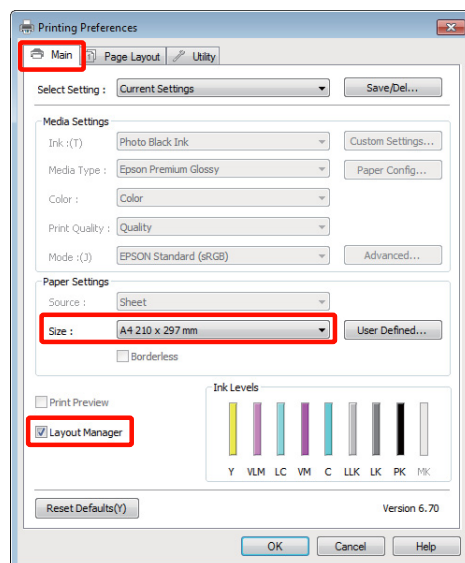 Printing Preferences
Main
Page Layout
Utility
Select Setting :
Current Settings
Save/Del...
Media Settings
Ink :(T)
Photo Black Ink
Custom Settings...
Media Type :
Epson Premium Glossy
Paper Config...
Color :
Color
Print Quality :
Quality
Mode :(J)
EPSON Standard (sRGB)
Advanced...
Paper Settings
Source :
Sheet
Size :
A4 210 x 297 mm
User Defined...
Borderless
Ink Levels
Print Preview
Layout Manager
Y VLM LC VM C LLK LK PK MK
Reset Defaults(Y)
Version 6.70
OK
Cancel
Help